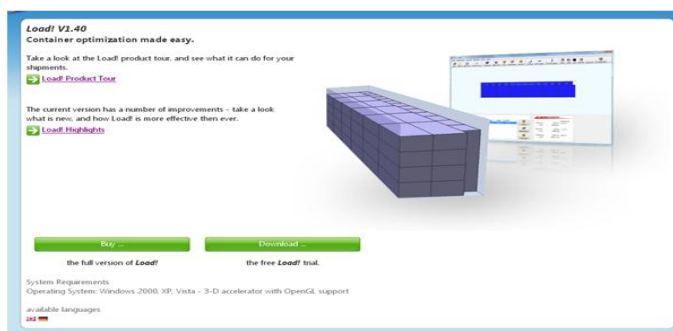 Load! V1.40
Container optimization made easy.
Take a look at the Load! product tour, and see what it can do for your
shipments.
Load! Product Tour
The current version has a number of improvements - take a look
what is new, and how Load! is more effective then ever.
Load! Highlights
Buy ...
Download ...
the full version of Load!
the free Load! trial.
System Requirements
Operating System: Windows 2000, XP, Vista - 3-D accelerator with OpenGL support
available languages